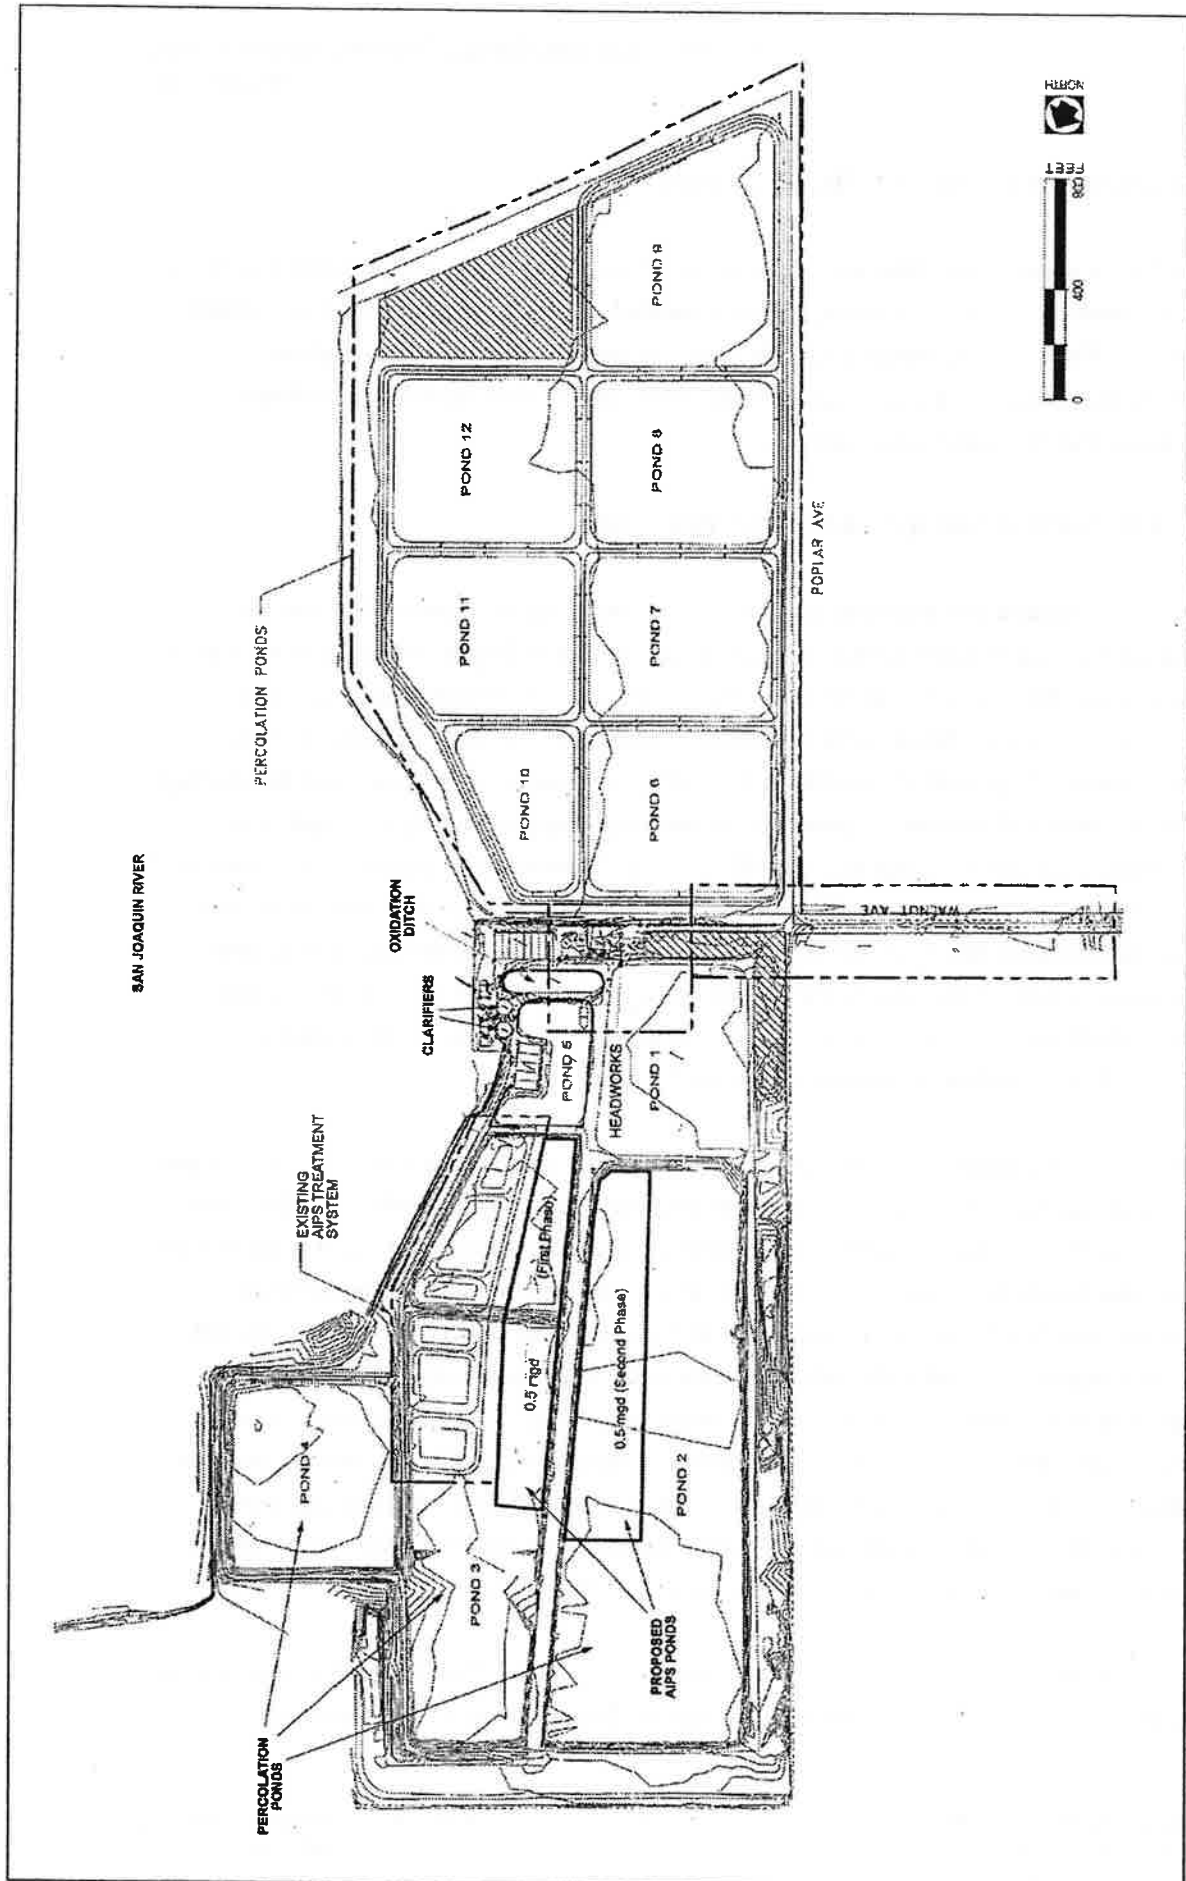 SAN JOAQUIN RIVER
PERCOLATION PONDS
EXISTING
AIPS TREATMENT
SYSTEM
CLARIFIERS
OXIDATION
DITCH
PERCOLATION
PONDS
POND 4
POND 3
POND 5
POND 10
POND 11
POND 12
0.5 mgd
(First Phase)
HEADWORKS
0.5 mgd (Second Phase)
POND 2
POND 1
POND 6
POND 7
POND 8
POND 9
PROPOSED
AIPS PONDS
WALNUT AVE
POPLAR AVE
0
400
800
FEET
NORTH